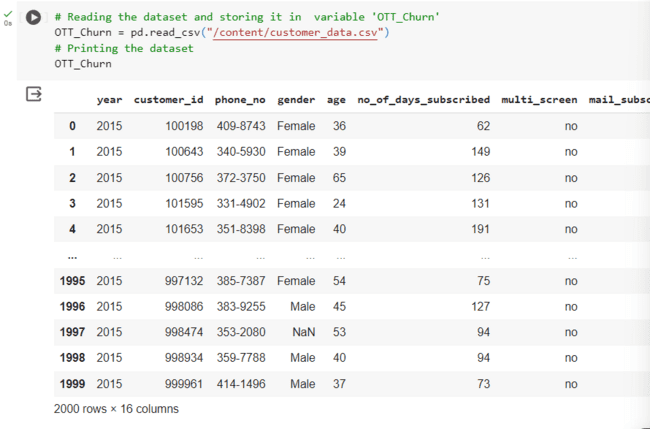 # Reading the dataset and storing it in  variable 'OTT_Churn'
0s
OTT_Churn = pd.read_csv("/content/customer_data.csv")
# Printing the dataset
OTT_Churn
year customer_id phone_no gender age no_of_days_subscribed multi_screen mail_subsc
0 2015 100198 409-8743 Female 36 62 no
1 2015 100643 340-5930 Female 39 149 no
2 2015 100756 372-3750 Female 65 126 no
3 2015 101595 331-4902 Female 24 131 no
4 2015 101653 351-8398 Female 40 191 no
... ... ... ... ... ... ... ...
1995 2015 997132 385-7387 Female 54 75 no
1996 2015 998086 383-9255 Male 45 127 no
1997 2015 998474 353-2080 NaN 53 94 no
1998 2015 998934 359-7788 Male 40 94 no
1999 2015 999961 414-1496 Male 37 73 no
2000 rows × 16 columns